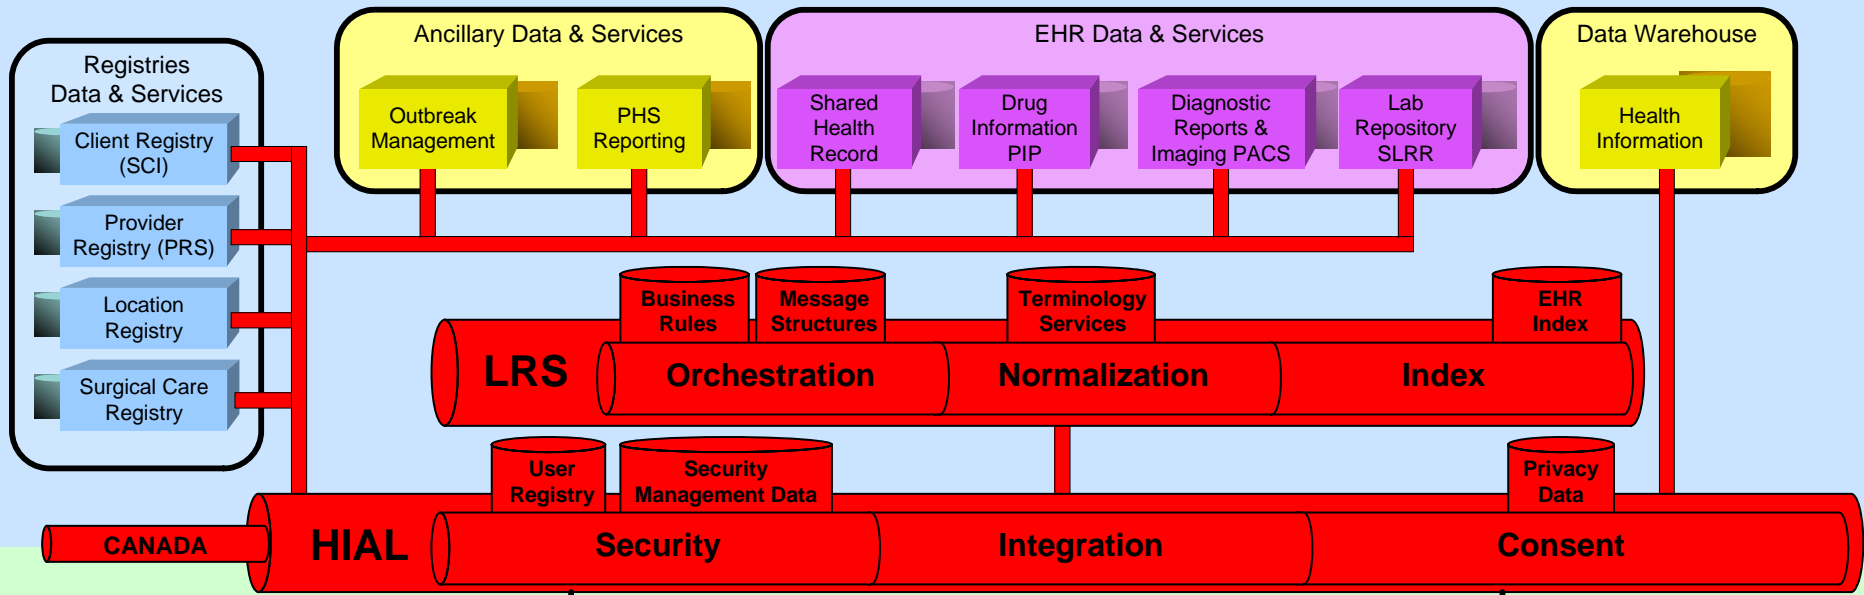 Registries
Data & Services
Client Registry
(SCI)
Provider
Registry (PRS)
Location
Registry
Surgical Care
Registry
Ancillary Data & Services
Outbreak
Management
PHS
Reporting
EHR Data & Services
Shared
Health
Record
Drug
Information
PIP
Diagnostic
Reports &
Imaging PACS
Lab
Repository
SLRR
Data Warehouse
Health
Information
Business
Rules
Message
Structures
Terminology
Services
EHR
Index
LRS
Orchestration
Normalization
Index
User
Registry
Security
Management Data
Privacy
Data
CANADA
HIAL
Security
Integration
Consent